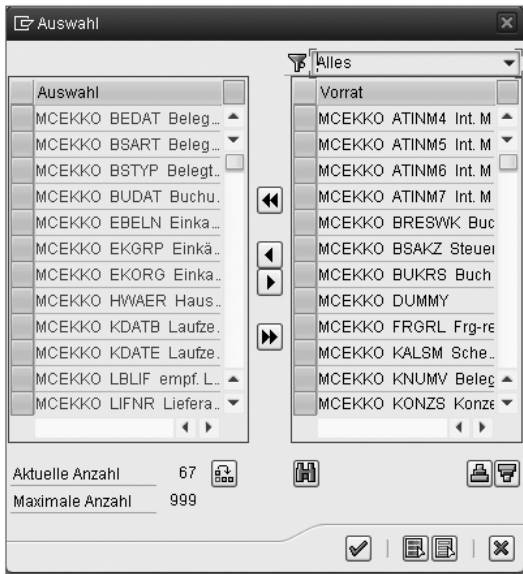 Auswahl
Alles
Auswahl
MCEKKO BEDAT Beleg...
MCEKKO BSART Beleg...
MCEKKO BSTYP Belegt...
MCEKKO BUDAT Buchu...
MCEKKO EBELN Einka...
MCEKKO EKGRP Einkä...
MCEKKO EKORG Einka...
MCEKKO HWAER Haus...
MCEKKO KDATB Laufze...
MCEKKO KDATE Laufze...
MCEKKO LBLIF empf. L...
MCEKKO LIFNR Liefera...
Vorrat
MCEKKO ATINM4 Int. M
MCEKKO ATINM5 Int. M
MCEKKO ATINM6 Int. M
MCEKKO ATINM7 Int. M
MCEKKO BRESWK Buc
MCEKKO BSAKZ Steuer
MCEKKO BUKRS Buch
MCEKKO DUMMY
MCEKKO FRGRL Frg-re
MCEKKO KALSM Sche...
MCEKKO KNUMV Beleg
MCEKKO KONZS Konze
Aktuelle Anzahl 67
Maximale Anzahl 999